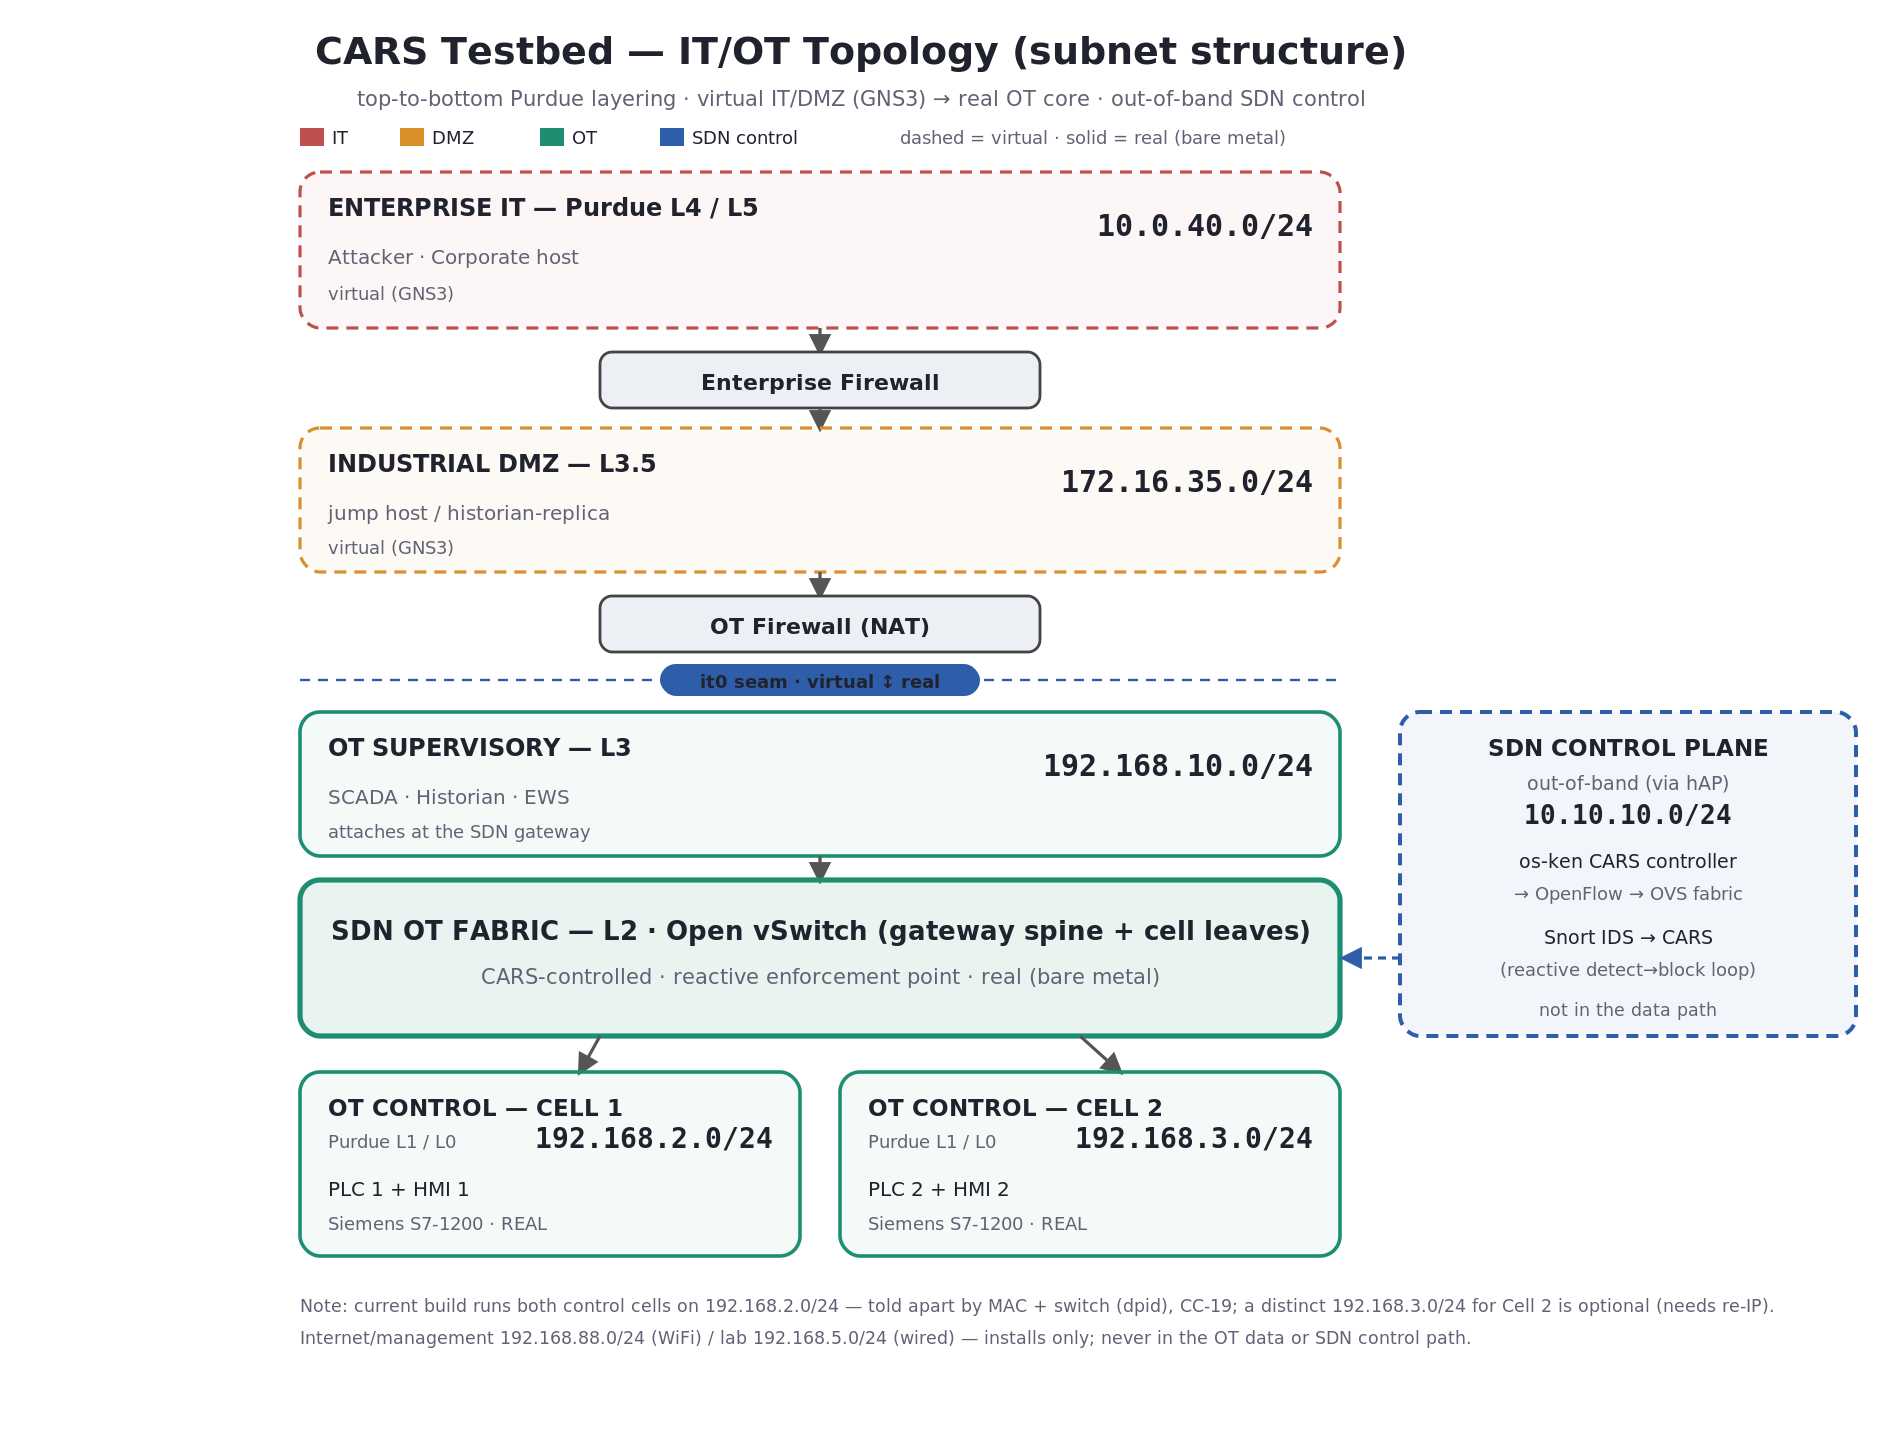 CARS Testbed — IT/OT Topology (subnet structure)
top-to-bottom Purdue layering · virtual IT/DMZ (GNS3) → real OT core · out-of-band SDN control
IT DMZ OT SDN control dashed = virtual · solid = real (bare metal)
ENTERPRISE IT — Purdue L4 / L5
10.0.40.0/24
Attacker · Corporate host
virtual (GNS3)
Enterprise Firewall
INDUSTRIAL DMZ — L3.5
172.16.35.0/24
jump host / historian-replica
virtual (GNS3)
OT Firewall (NAT)
it0 seam · virtual ↕ real
OT SUPERVISORY — L3
192.168.10.0/24
SCADA · Historian · EWS
attaches at the SDN gateway
SDN OT FABRIC — L2 · Open vSwitch (gateway spine + cell leaves)
CARS-controlled · reactive enforcement point · real (bare metal)
SDN CONTROL PLANE
out-of-band (via hAP)
10.10.10.0/24
os-ken CARS controller
→ OpenFlow → OVS fabric
Snort IDS → CARS
(reactive detect→block loop)
not in the data path
OT CONTROL — CELL 1
Purdue L1 / L0 192.168.2.0/24
PLC 1 + HMI 1
Siemens S7-1200 · REAL
OT CONTROL — CELL 2
Purdue L1 / L0 192.168.3.0/24
PLC 2 + HMI 2
Siemens S7-1200 · REAL
Note: current build runs both control cells on 192.168.2.0/24 — told apart by MAC + switch (dpid), CC-19; a distinct 192.168.3.0/24 for Cell 2 is optional (needs re-IP).
Internet/management 192.168.88.0/24 (WiFi) / lab 192.168.5.0/24 (wired) — installs only; never in the OT data or SDN control path.